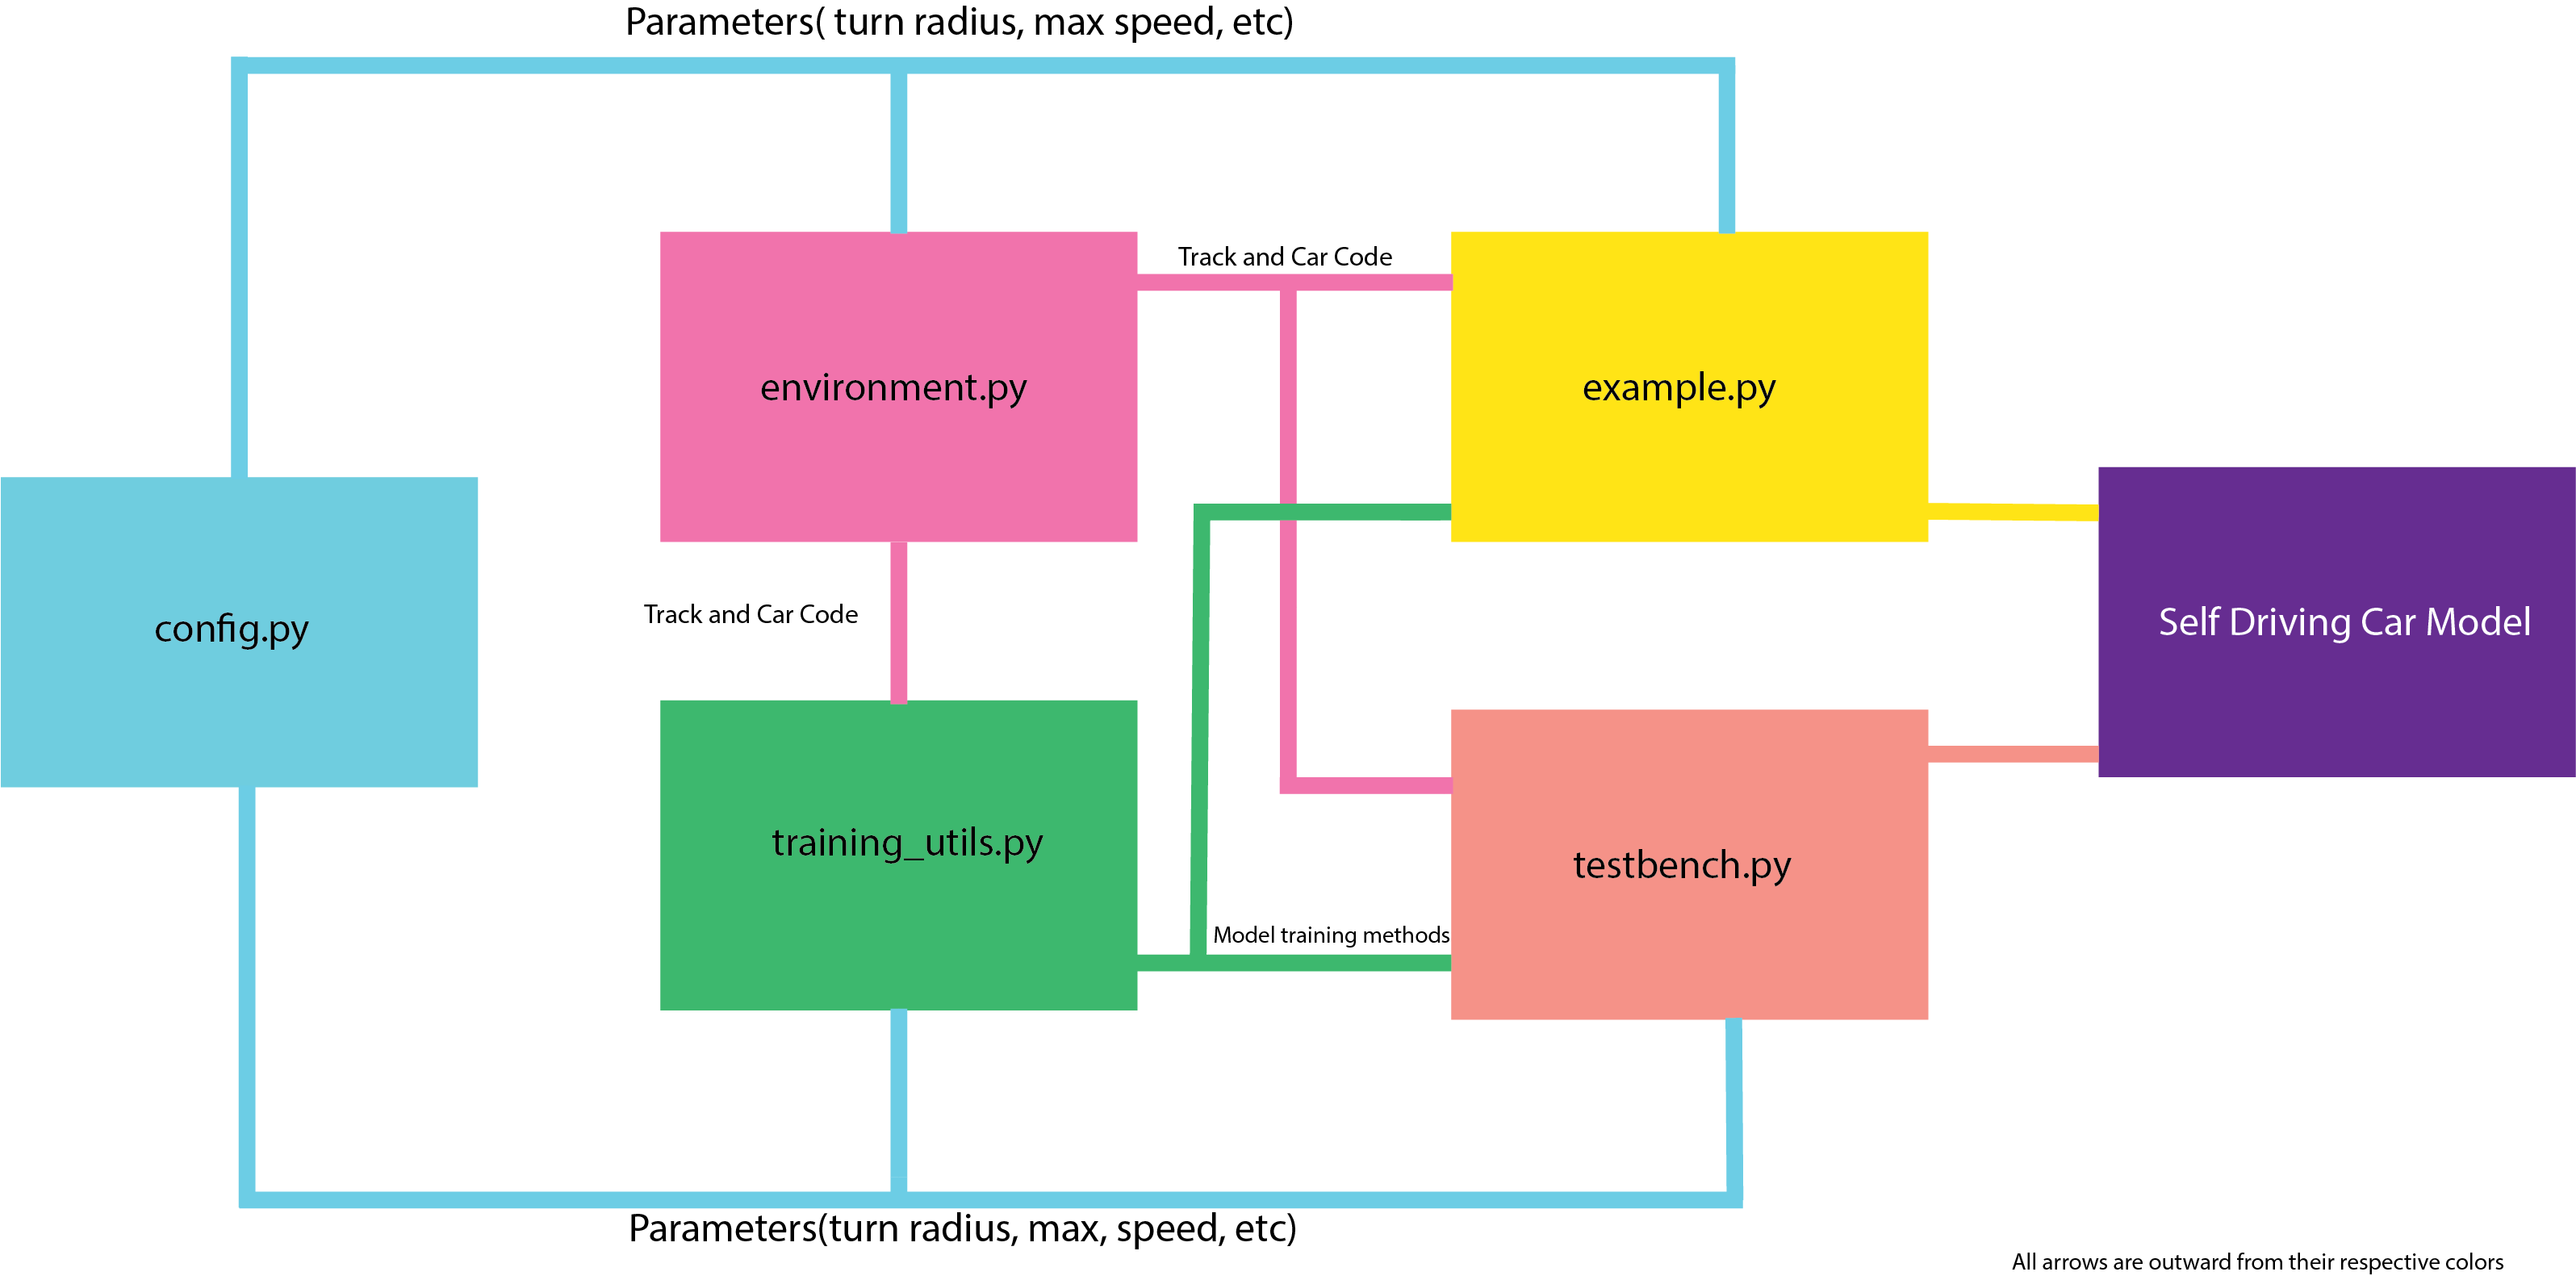 Parameters( turn radius, max speed, etc)
Track and Car Code
environment.py
example.py
Track and Car Code
config.py
Self Driving Car Model
training_utils.py
testbench.py
Model training methods
Parameters(turn radius, max, speed, etc)
All arrows are outward from their respective colors